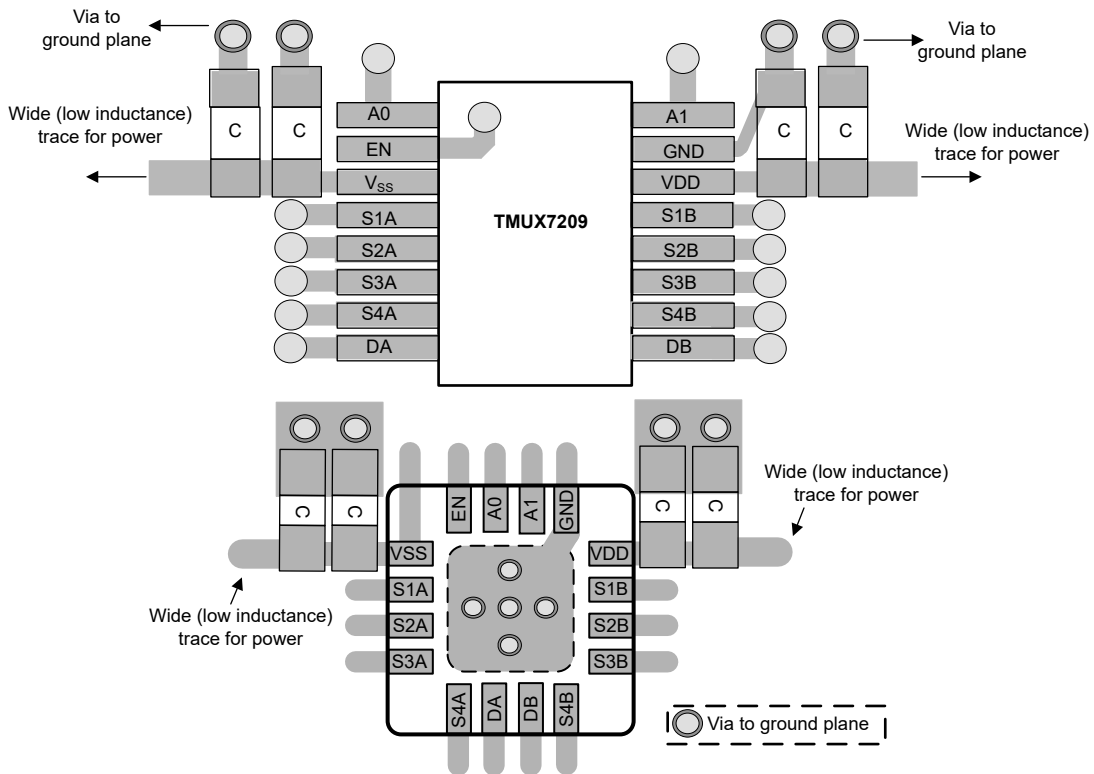 Via to
ground plane
Via to
ground plane
Wide (low inductance)
trace for power
C
C
C
C
Wide (low inductance)
trace for power
A0
EN
VSS
S1A
S2A
S3A
S4A
DA
TMUX7209
A1
GND
VDD
S1B
S2B
S3B
S4B
DB
C
C
C
C
Wide (low inductance)
trace for power
Wide (low inductance)
trace for power
EN
A0
A1
GND
VSS
S1A
S2A
S3A
VDD
S1B
S2B
S3B
S4A
DA
DB
S4B
Via to ground plane